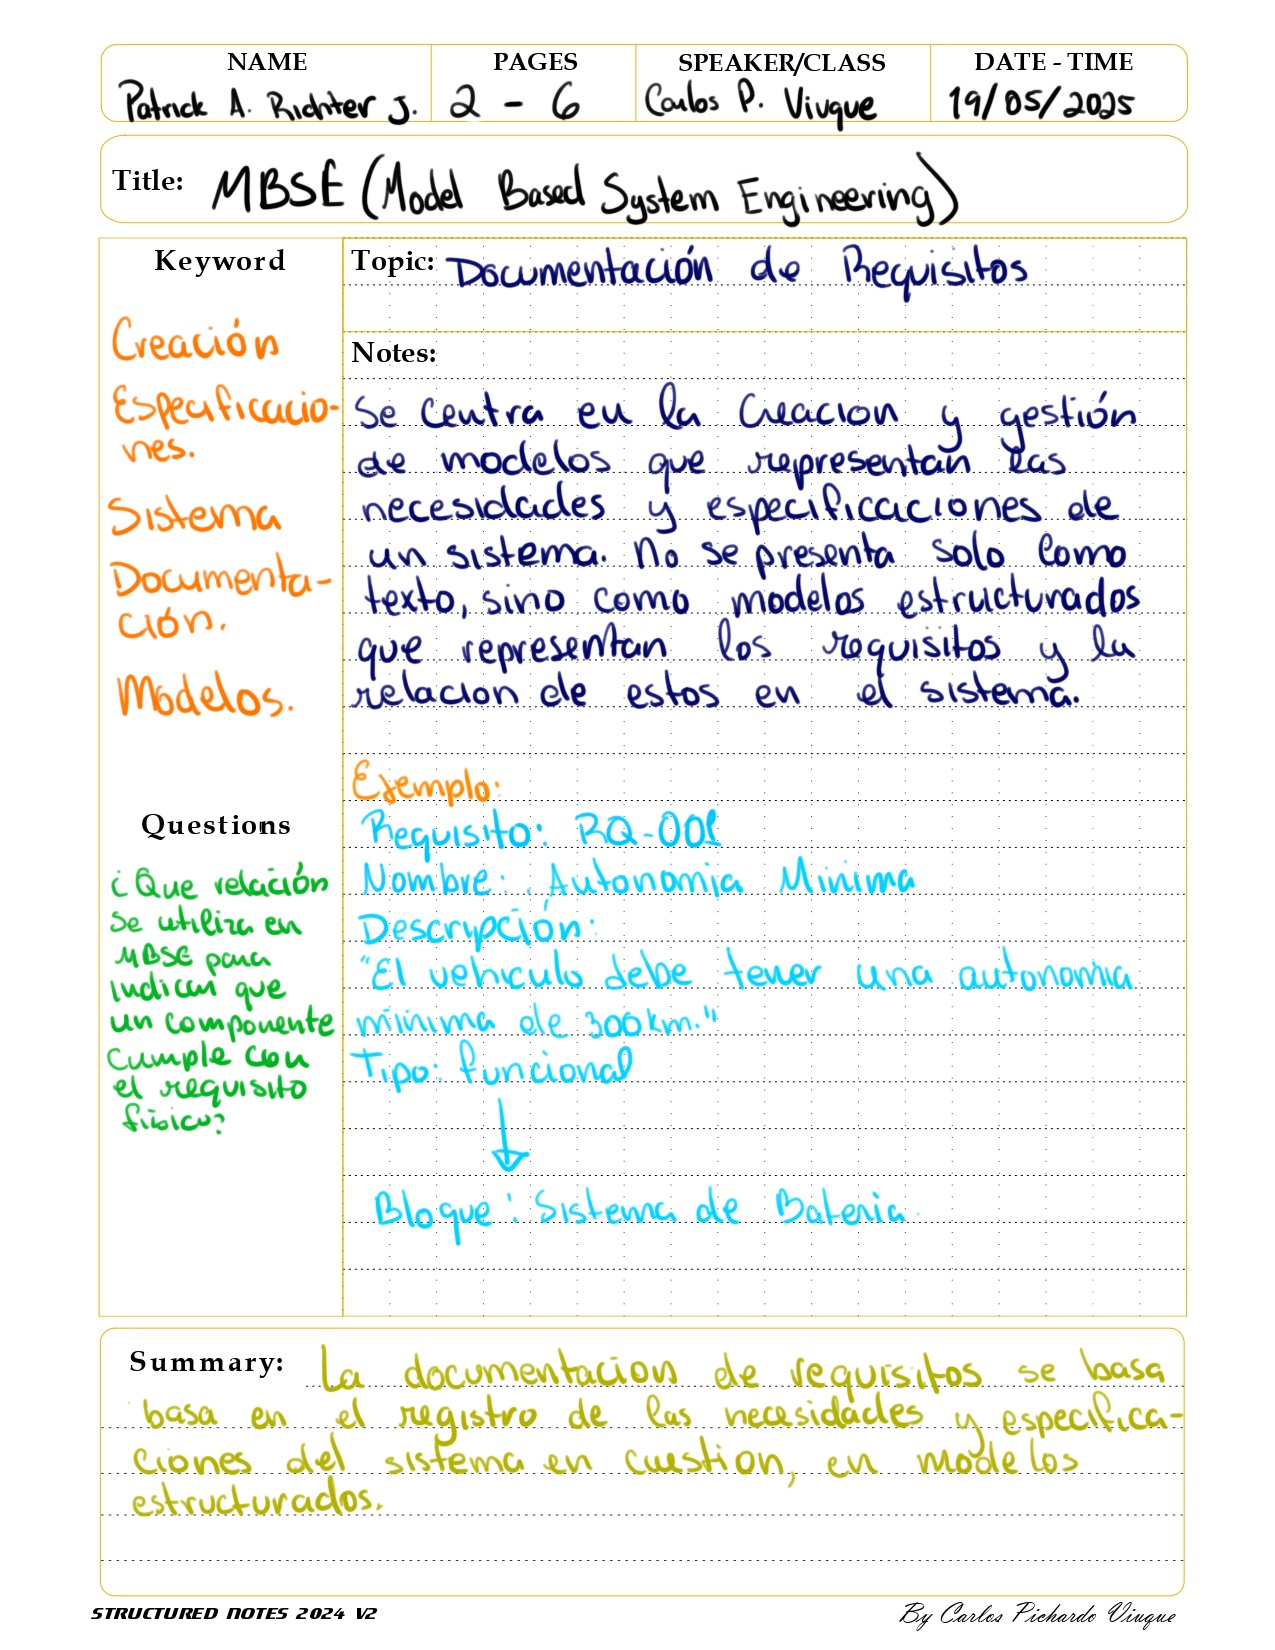 NAME PAGES SPEAKER/CLASS DATE - TIME
Patrick A. Richter J. 2 - 6 Carlos P. Viuque 19/05/2025
Title: MBSE (Model Based System Engineering)
Keyword
Creación
Especificacio-
nes.
Sistema
Documenta-
ción.
Modelos.
Questions
¿Que relación
se utiliza en
MBSE para
indicar que
un componente
cumple con
el requisito
físico?
Topic: Documentación de Requisitos
Notes:
Se centra en la Creacion y gestión
de modelos que representan las
necesidades y especificaciones de
un sistema. No se presenta solo como
texto, sino como modelos estructurados
que representan los requisitos y la
relacion de estos en el sistema.
Ejemplo:
Requisito: RQ-001
Nombre: Autonomia Minima
Descripción:
"El vehiculo debe tener una autonomia
minima de 300km."
Tipo: funcional
Bloque: Sistema de Bateria.
Summary: La documentacion de requisitos se basa
basa en el registro de las necesidades y especifica-
ciones del sistema en cuestion, en modelos
estructurados.
STRUCTURED NOTES 2024 V2
By Carlos Pichardo Viuque